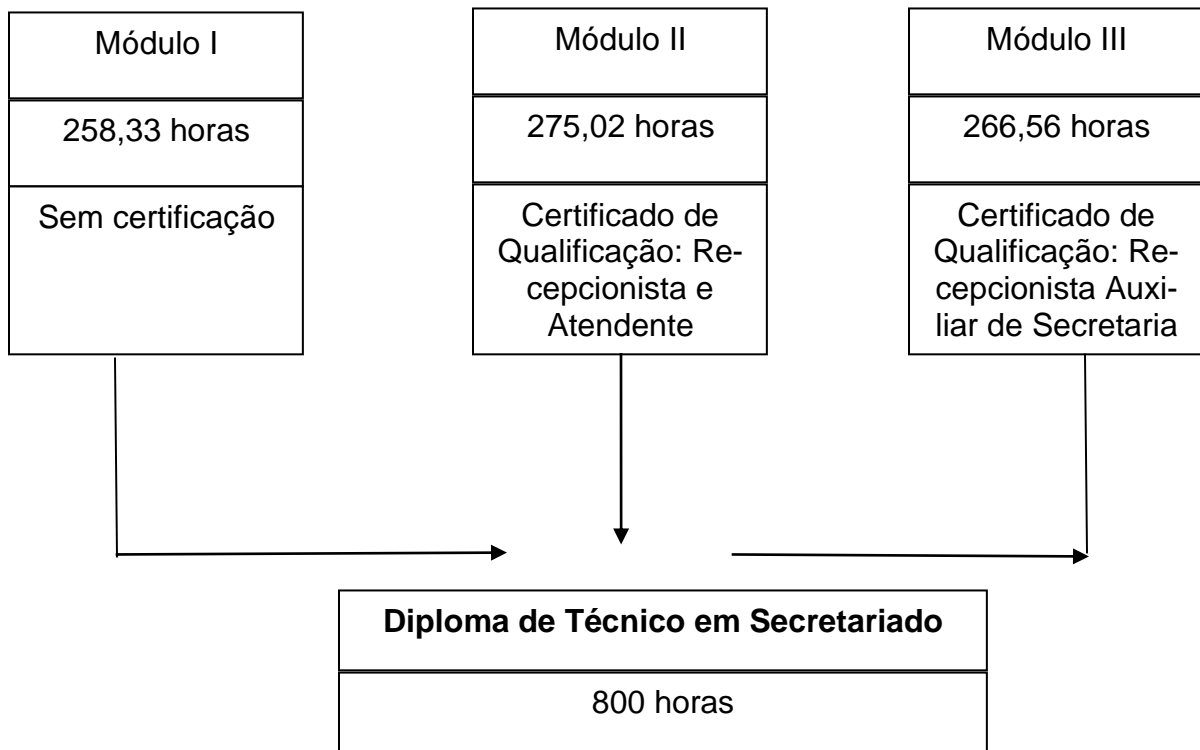 Módulo I
258,33 horas
Sem certificação
Módulo II
275,02 horas
Certificado de
Qualificação: Re-
cepcionista e
Atendente
Módulo III
266,56 horas
Certificado de
Qualificação: Re-
cepcionista Auxi-
liar de Secretaria
Diploma de Técnico em Secretariado
800 horas